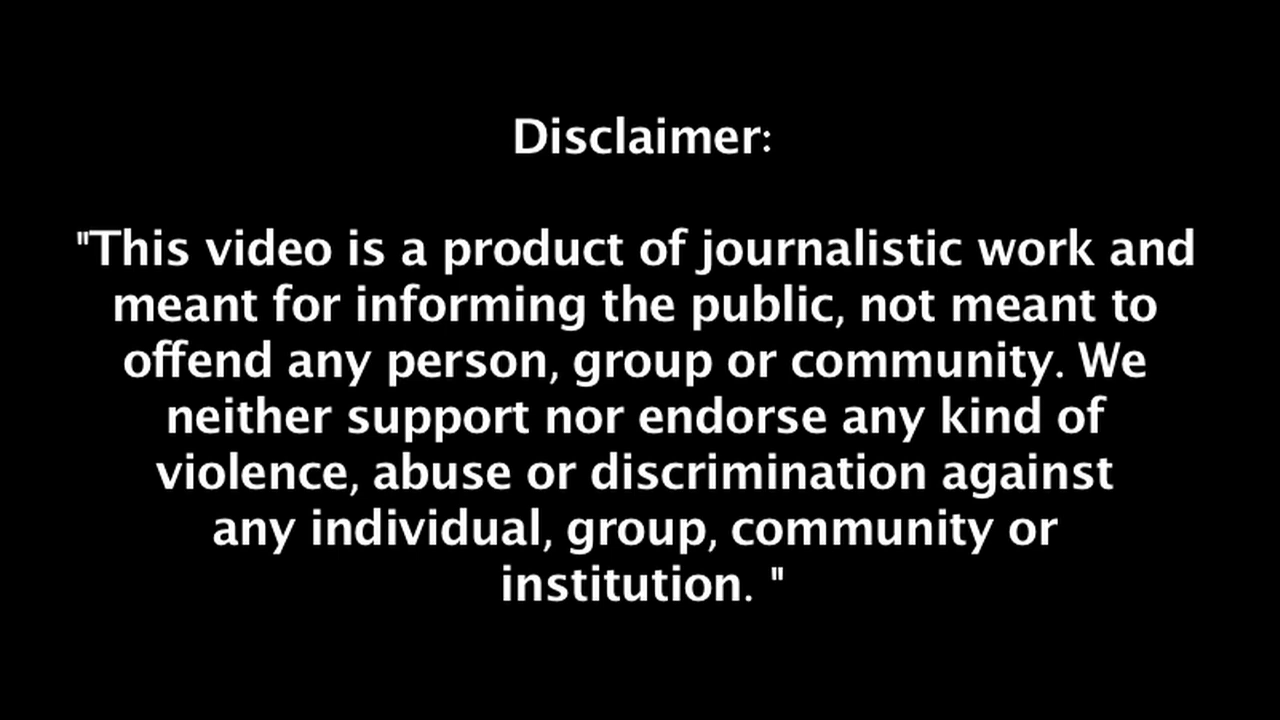 Disclaimer:
"This video is a product of journalistic work and
meant for informing the public, not meant to
offend any person, group or community. We
neither support nor endorse any kind of
violence, abuse or discrimination against
any individual, group, community or
institution. "